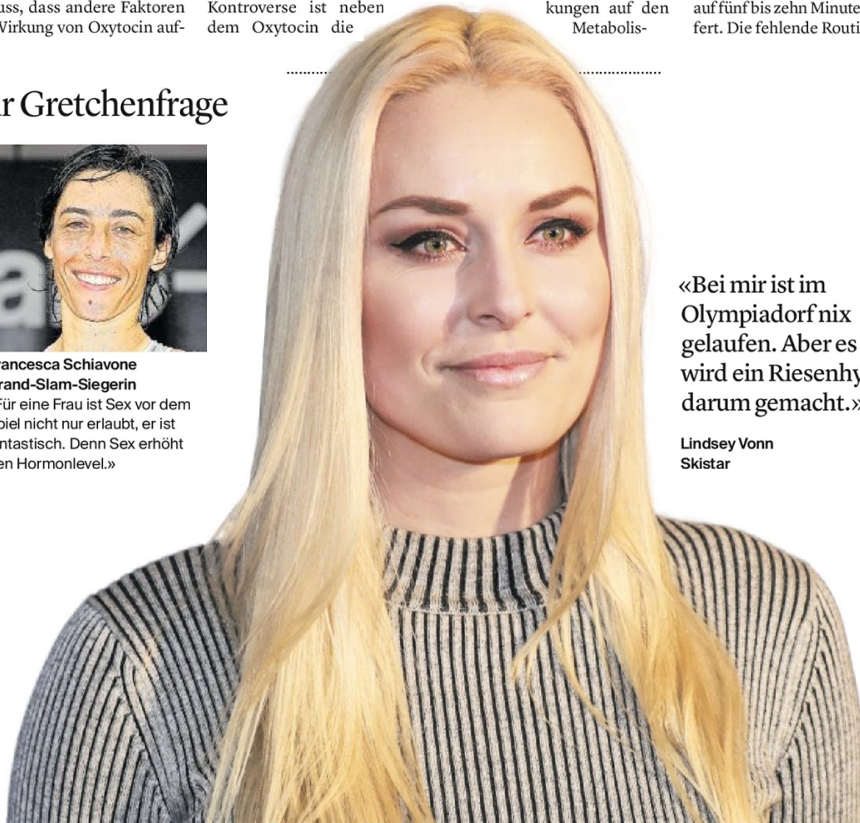 uss, dass andere Faktoren
Wirkung von Oxytocin auf-
Kontroverse ist neben
dem Oxytocin die
kungen auf den
Metabolis-
auf fünf bis zehn Minute
fert. Die fehlende Routi
r Gretchenfrage
rancesca Schiavone
rand-Slam-Siegerin
Für eine Frau ist Sex vor dem
piel nicht nur erlaubt, er ist
ntastisch. Denn Sex erhöht
en Hormonlevel.»
«Bei mir ist im
Olympiadorf nix
gelaufen. Aber es
wird ein Riesenhy
darum gemacht.»
Lindsey Vonn
Skistar